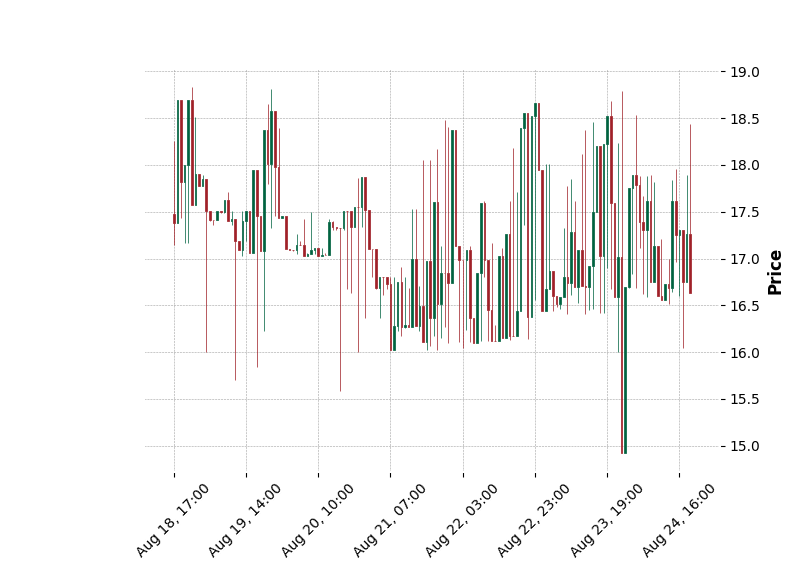 19.0
18.5
18.0
17.5
17.0
16.5
16.0
15.5
15.0
Price
Aug 18, 17:00
Aug 19, 14:00
Aug 20, 10:00
Aug 21, 07:00
Aug 22, 03:00
Aug 22, 23:00
Aug 23, 19:00
Aug 24, 16:00